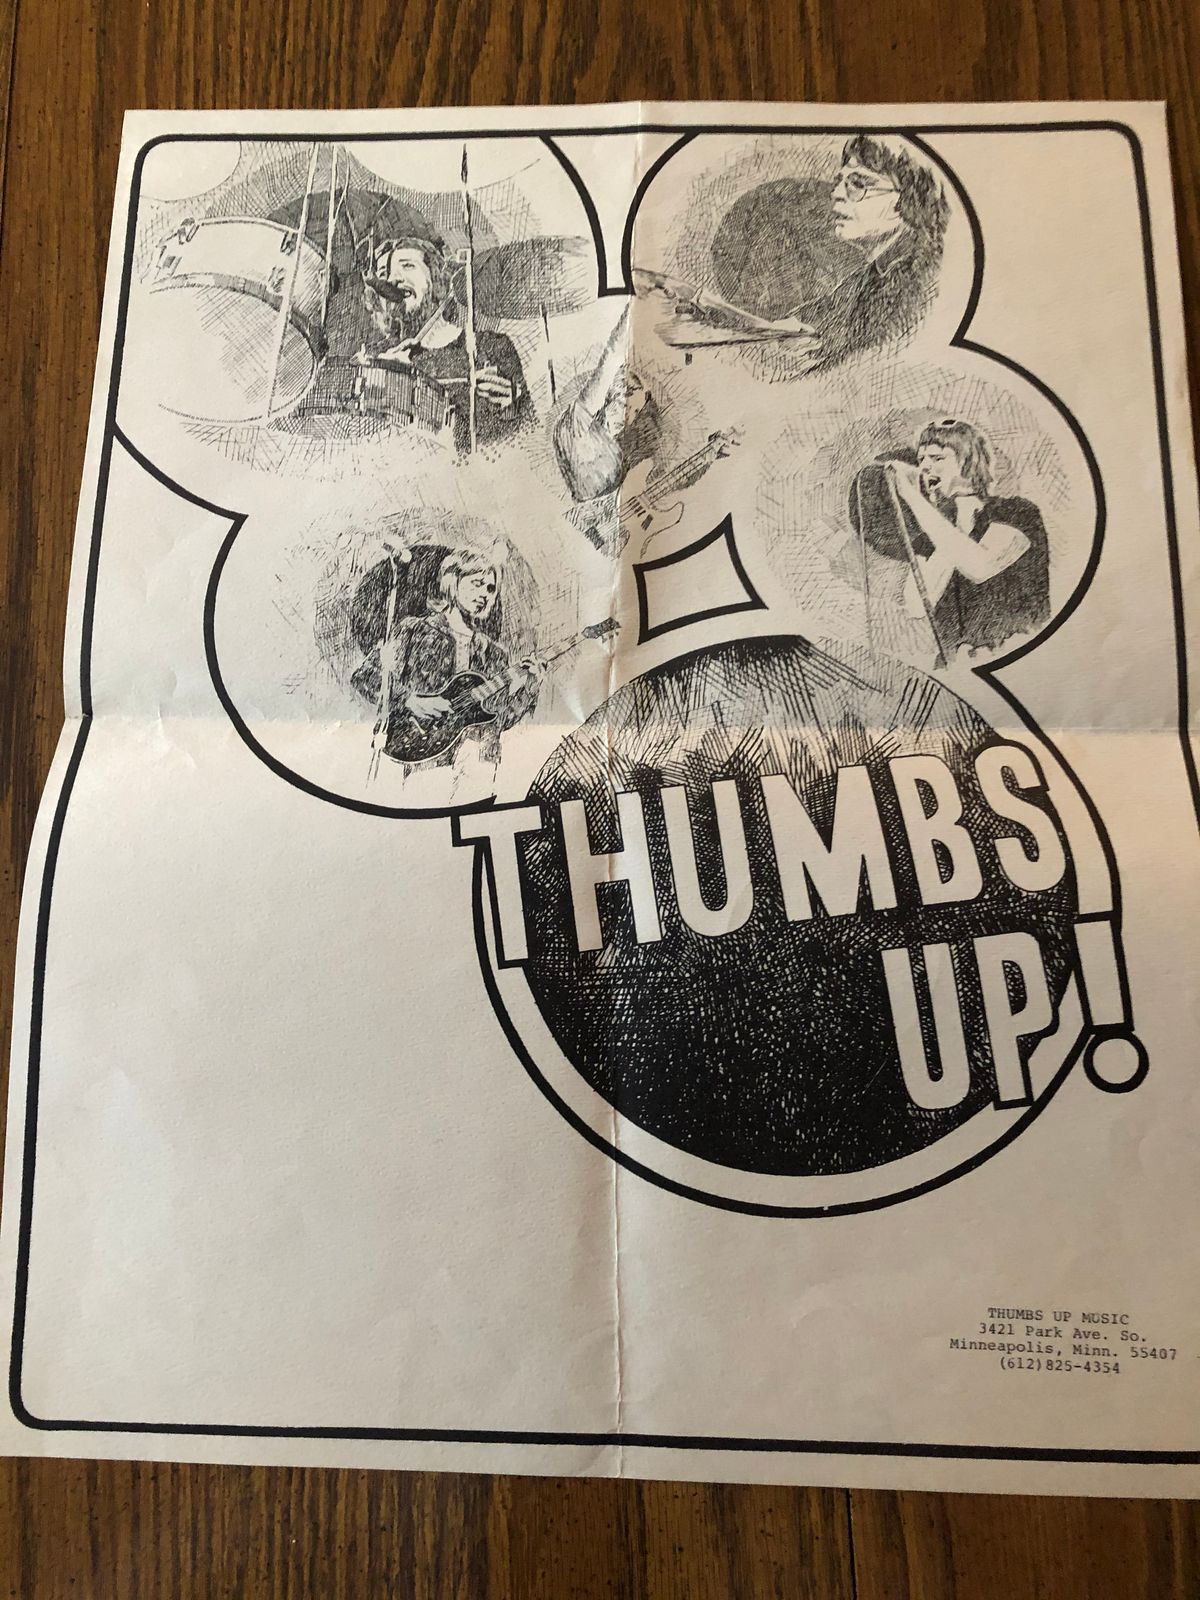 THUMBS
UP!
THUMBS UP MUSIC
3421 Park Ave. So.
Minneapolis, Minn. 55407
(612)825-4354